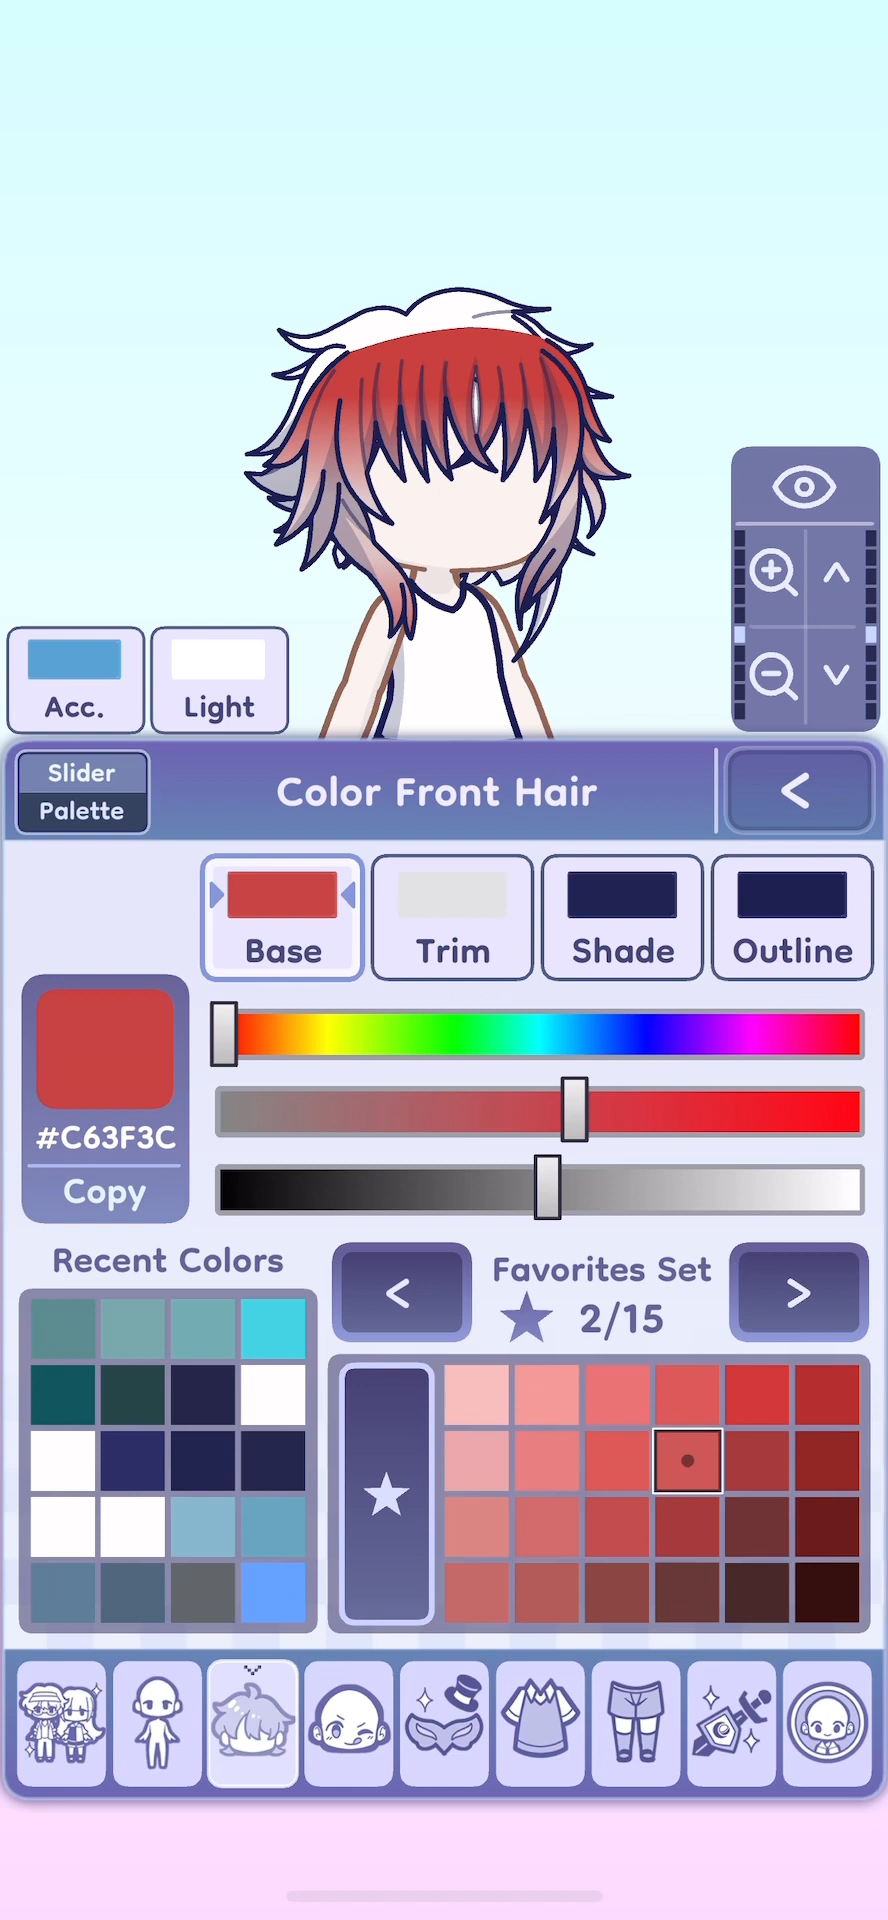 Acc.
Light
Slider
Palette
Color Front Hair
<
Base
Trim
Shade
Outline
#C63F3C
Copy
Recent Colors
<
Favorites Set
2/15
>